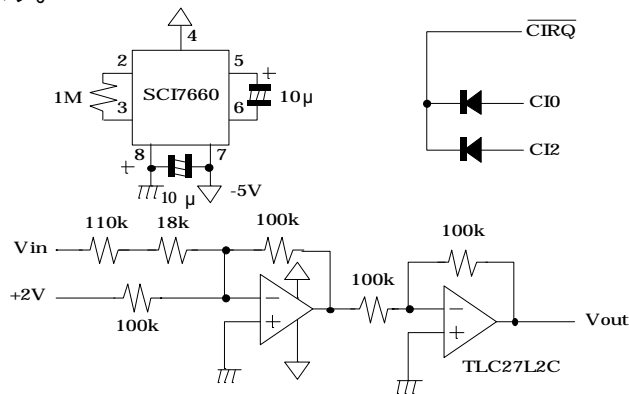 す。
4
2
5
+
1M
SCI7660
10μ
3
6
8
7
+
10 μ
-5V
CIRQ
CI0
CI2
110k
18k
100k
Vin
100k
100k
+2V
100k
−
+
−
+
Vout
TLC27L2C